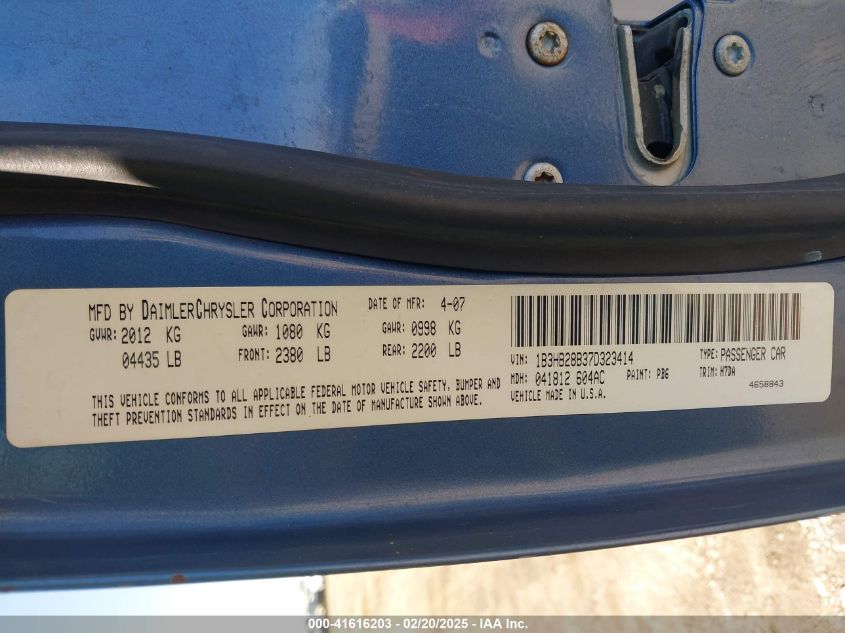 MFD BY DAIMLERCHRYSLER CORPORATION DATE OF MFR: 4-07
GVWR: 2012 KG GAWR: 1080 KG GAWR: 0998 KG
04435 LB FRONT: 2380 LB REAR: 2200 LB
THIS VEHICLE CONFORMS TO ALL APPLICABLE FEDERAL MOTOR VEHICLE SAFETY, BUMPER AND
THEFT PREVENTION STANDARDS IN EFFECT ON THE DATE OF MANUFACTURE SHOWN ABOVE.
VIN: 1B3HB28B37D323414 TYPE: PASSENGER CAR
MDH: 041812 604AC PAINT: PBG TRIM: H7DA
VEHICLE MADE IN U.S.A. 4658843
000-41616203 - 02/20/2025 - IAA Inc.